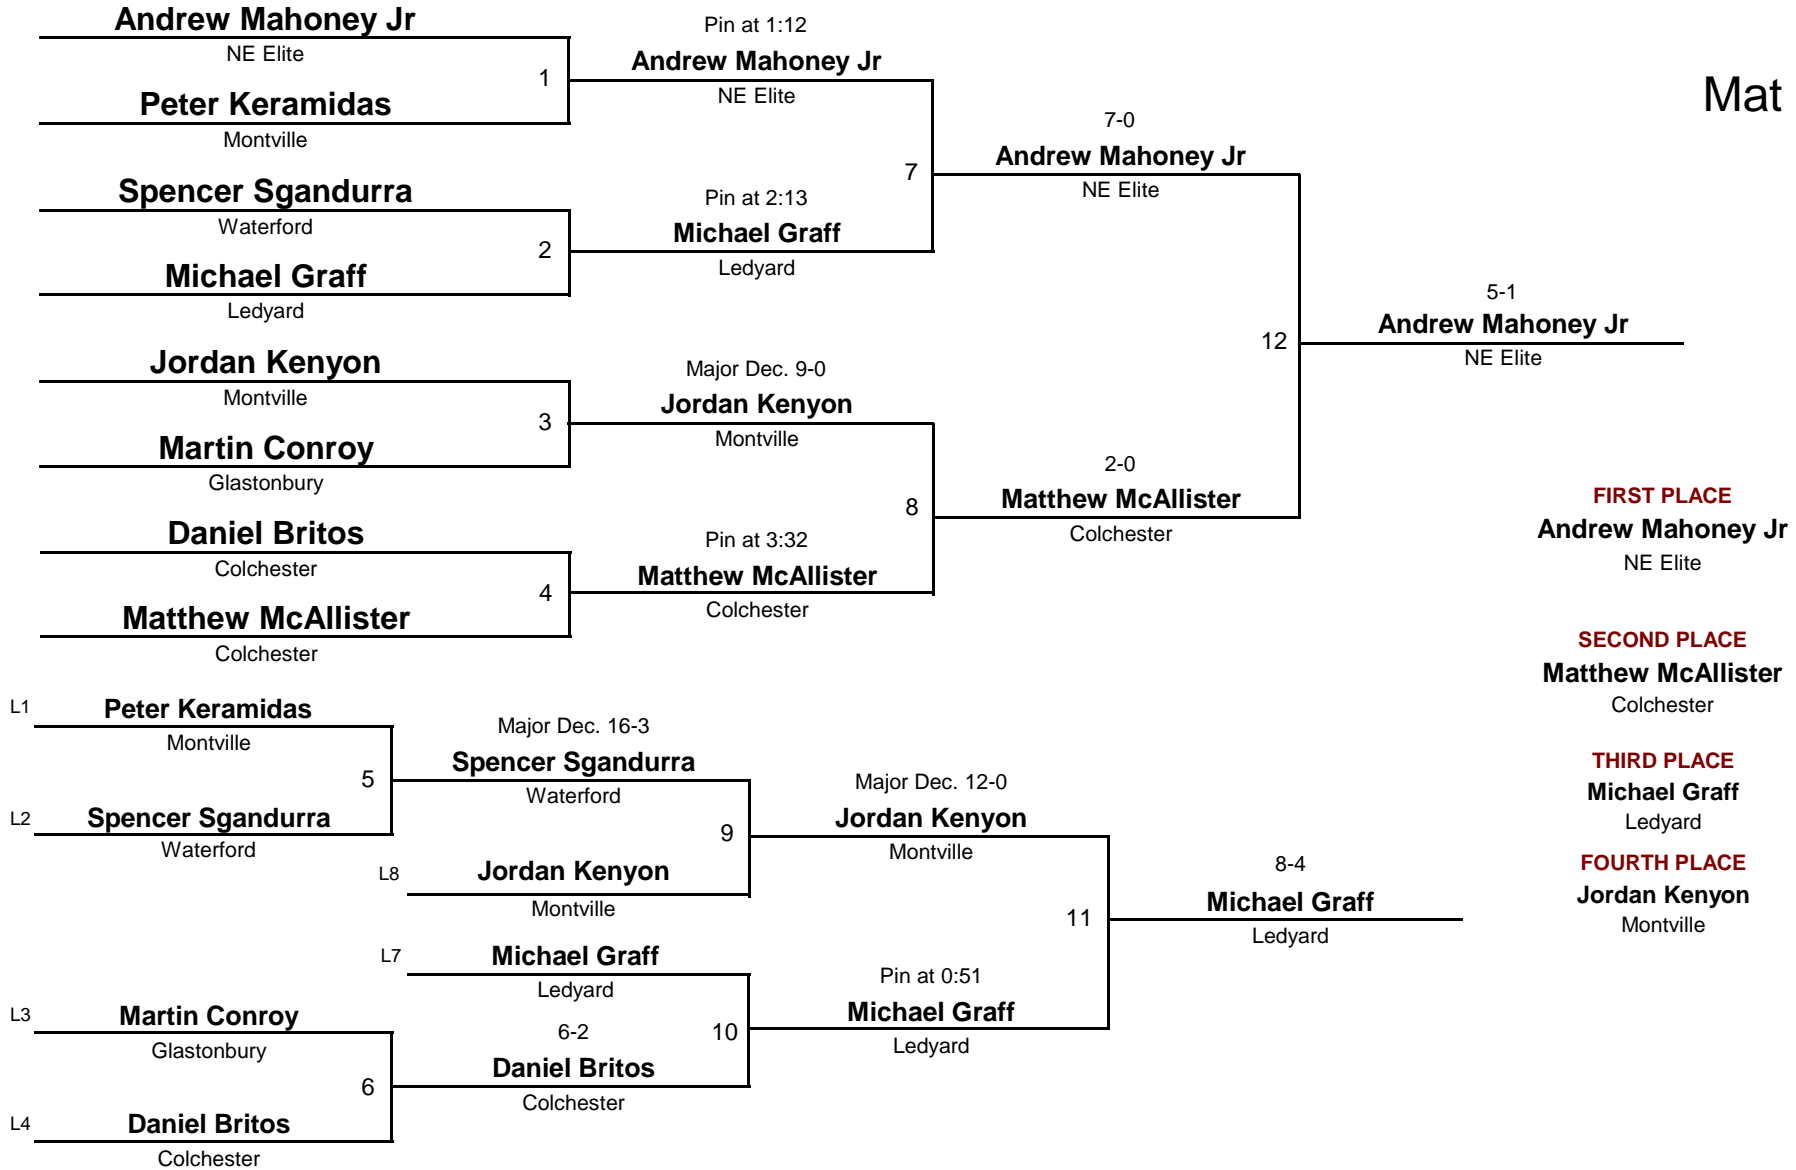 Andrew Mahoney Jr
NE Elite
1
Peter Keramidas
Montville
Spencer Sgandurra
Waterford
2
Michael Graff
Ledyard
Jordan Kenyon
Montville
3
Martin Conroy
Glastonbury
Daniel Britos
Colchester
4
Matthew McAllister
Colchester
Pin at 1:12
Andrew Mahoney Jr
NE Elite
7
Pin at 2:13
Michael Graff
Ledyard
Major Dec. 9-0
Jordan Kenyon
Montville
8
Pin at 3:32
Matthew McAllister
Colchester
7-0
Andrew Mahoney Jr
NE Elite
12
2-0
Matthew McAllister
Colchester
5-1
Andrew Mahoney Jr
NE Elite
Mat
FIRST PLACE
Andrew Mahoney Jr
NE Elite
SECOND PLACE
Matthew McAllister
Colchester
THIRD PLACE
Michael Graff
Ledyard
FOURTH PLACE
Jordan Kenyon
Montville
L1 Peter Keramidas
Montville
5
L2 Spencer Sgandurra
Waterford
Major Dec. 16-3
Spencer Sgandurra
Waterford
9
L8 Jordan Kenyon
Montville
L7 Michael Graff
Ledyard
10
6-2
Daniel Britos
Colchester
L3 Martin Conroy
Glastonbury
6
L4 Daniel Britos
Colchester
Major Dec. 12-0
Jordan Kenyon
Montville
11
Pin at 0:51
Michael Graff
Ledyard
8-4
Michael Graff
Ledyard